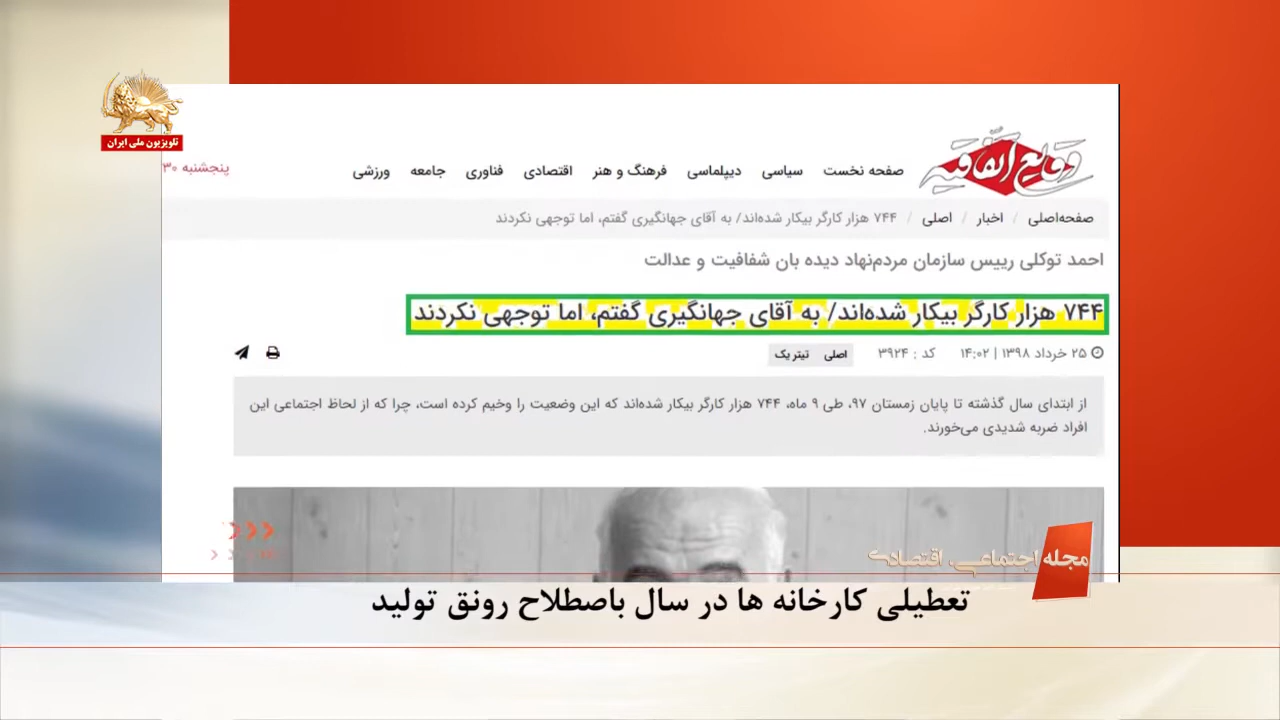 تلویزیون ملی ایران
وقایع اتفاقیه
صفحه نخست سیاسی دیپلماسی فرهنگ و هنر اقتصادی فناوری جامعه ورزشی
پنجشنبه ۳۰
صفحه‌اصلی / اخبار / اصلی / ۷۴۴ هزار کارگر بیکار شده‌اند/ به آقای جهانگیری گفتم، اما توجهی نکردند
احمد توکلی رییس سازمان مردم‌نهاد دیده بان شفافیت و عدالت
۷۴۴ هزار کارگر بیکار شده‌اند/ به آقای جهانگیری گفتم، اما توجهی نکردند
۲۵ خرداد ۱۳۹۸ | ۱۴:۰۲ کد : ۳۹۲۴ اصلی تیتر یک
از ابتدای سال گذشته تا پایان زمستان ۹۷، طی ۹ ماه، ۷۴۴ هزار کارگر بیکار شده‌اند که این وضعیت را وخیم کرده است، چرا که از لحاظ اجتماعی این
افراد ضربه شدیدی می‌خورند.
مجله اجتماعی، اقتصادی
تعطیلی کارخانه ها در سال باصطلاح رونق تولید